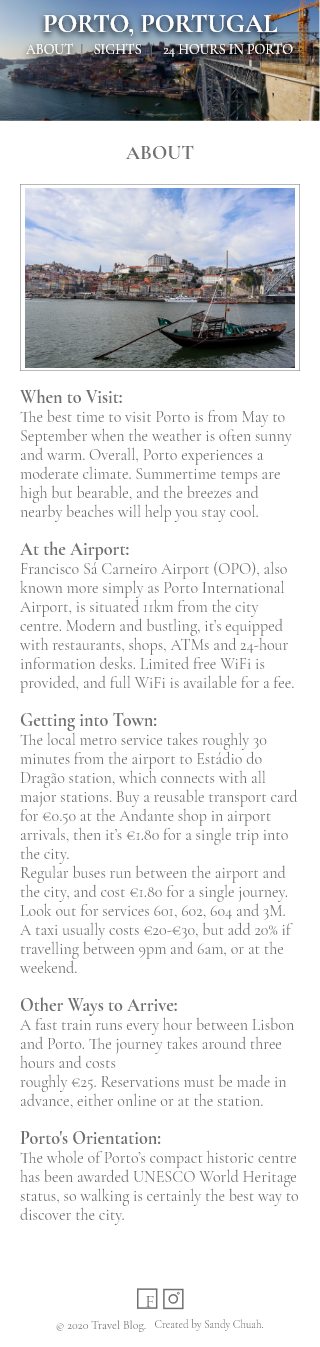 PORTO, PORTUGAL
ABOUT SIGHTS 24 HOURS IN PORTO
ABOUT
When to Visit:
The best time to visit Porto is from May to
September when the weather is often sunny
and warm. Overall, Porto experiences a
moderate climate. Summertime temps are
high but bearable, and the breezes and
nearby beaches will help you stay cool.
At the Airport:
Francisco Sá Carneiro Airport (OPO), also
known more simply as Porto International
Airport, is situated 11km from the city
centre. Modern and bustling, it's equipped
with restaurants, shops, ATMs and 24-hour
information desks. Limited free WiFi is
provided, and full WiFi is available for a fee.
Getting into Town:
The local metro service takes roughly 30
minutes from the airport to Estádio do
Dragão station, which connects with all
major stations. Buy a reusable transport card
for €0.50 at the Andante shop in airport
arrivals, then it's €1.80 for a single trip into
the city.
Regular buses run between the airport and
the city, and cost €1.80 for a single journey.
Look out for services 601, 602, 604 and 3M.
A taxi usually costs €20-€30, but add 20% if
travelling between 9pm and 6am, or at the
weekend.
Other Ways to Arrive:
A fast train runs every hour between Lisbon
and Porto. The journey takes around three
hours and costs
roughly €25. Reservations must be made in
advance, either online or at the station.
Porto's Orientation:
The whole of Porto's compact historic centre
has been awarded UNESCO World Heritage
status, so walking is certainly the best way to
discover the city.
F
© 2020 Travel Blog. Created by Sandy Chuah.